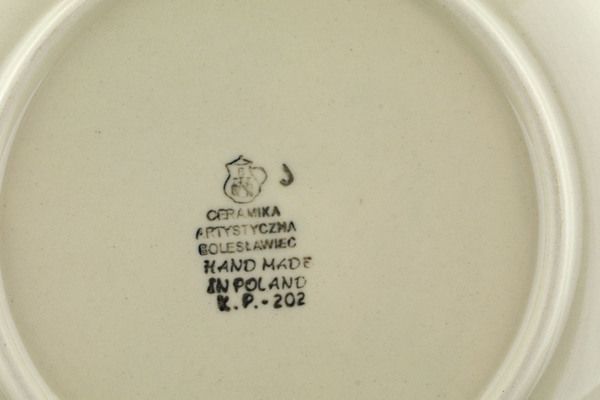 CERAMIKA
ARTYSTYCZNA
BOLESŁAWIEC
HAND MADE
IN POLAND
K.P.-202